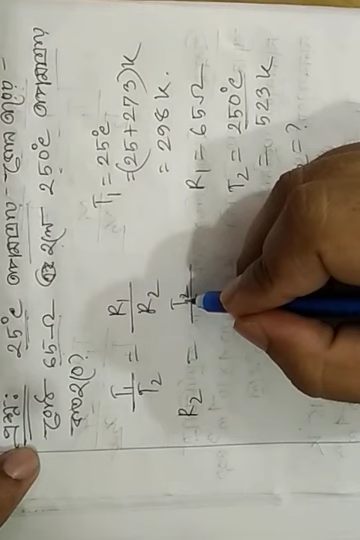 প্রশ্ন: 25°C তাপমাত্রায় একটি
রোধ 65Ω হলে 250°C তাপমাত্রায়
কত?
T₁/T₂ = R₁/R₂
T₁ = 25°C
= (25+273)K
= 298 K.
R₁ = 65Ω
T₂ = 250°C
= 523 K
= ?
R₂ =